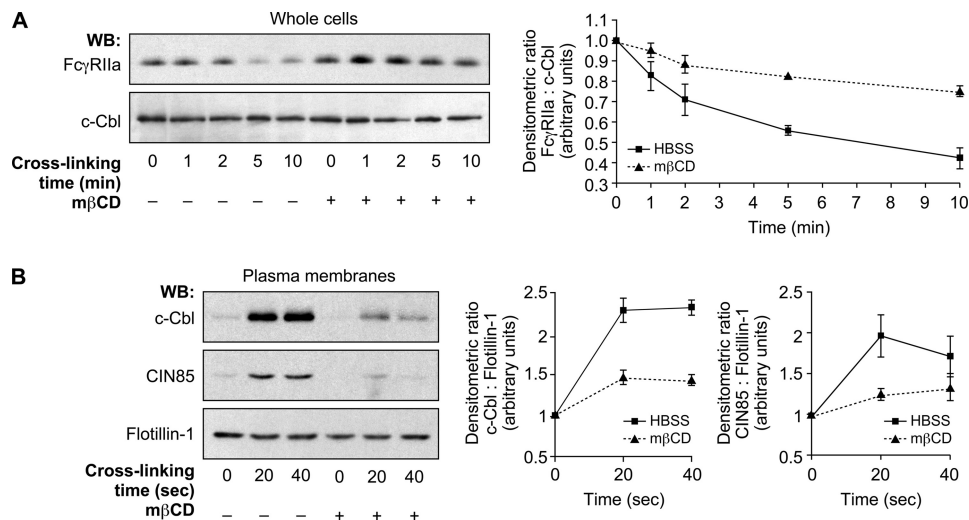 A
Whole cells
WB:
FcγRIIa
c-Cbl
Cross-linking
time (min)
0 1 2 5 10 0 1 2 5 10
mβCD
– – – – – + + + + +
Densitometric ratio
FcγRIIa : c-Cbl
(arbitrary units)
1.1
1.0
0.9
0.8
0.7
0.6
0.5
0.4
0.3
HBSS
mβCD
0 1 2 3 4 5 6 7 8 9 10
Time (min)
B
Plasma membranes
WB:
c-Cbl
CIN85
Flotillin-1
Cross-linking
time (sec)
0 20 40 0 20 40
mβCD
– – – + + +
Densitometric ratio
c-Cbl : Flotillin-1
(arbitrary units)
2.5
2
1.5
1
0.5
HBSS
mβCD
0 20 40
Time (sec)
Densitometric ratio
CIN85 : Flotillin-1
(arbitrary units)
2.5
2
1.5
1
0.5
HBSS
mβCD
0 20 40
Time (sec)